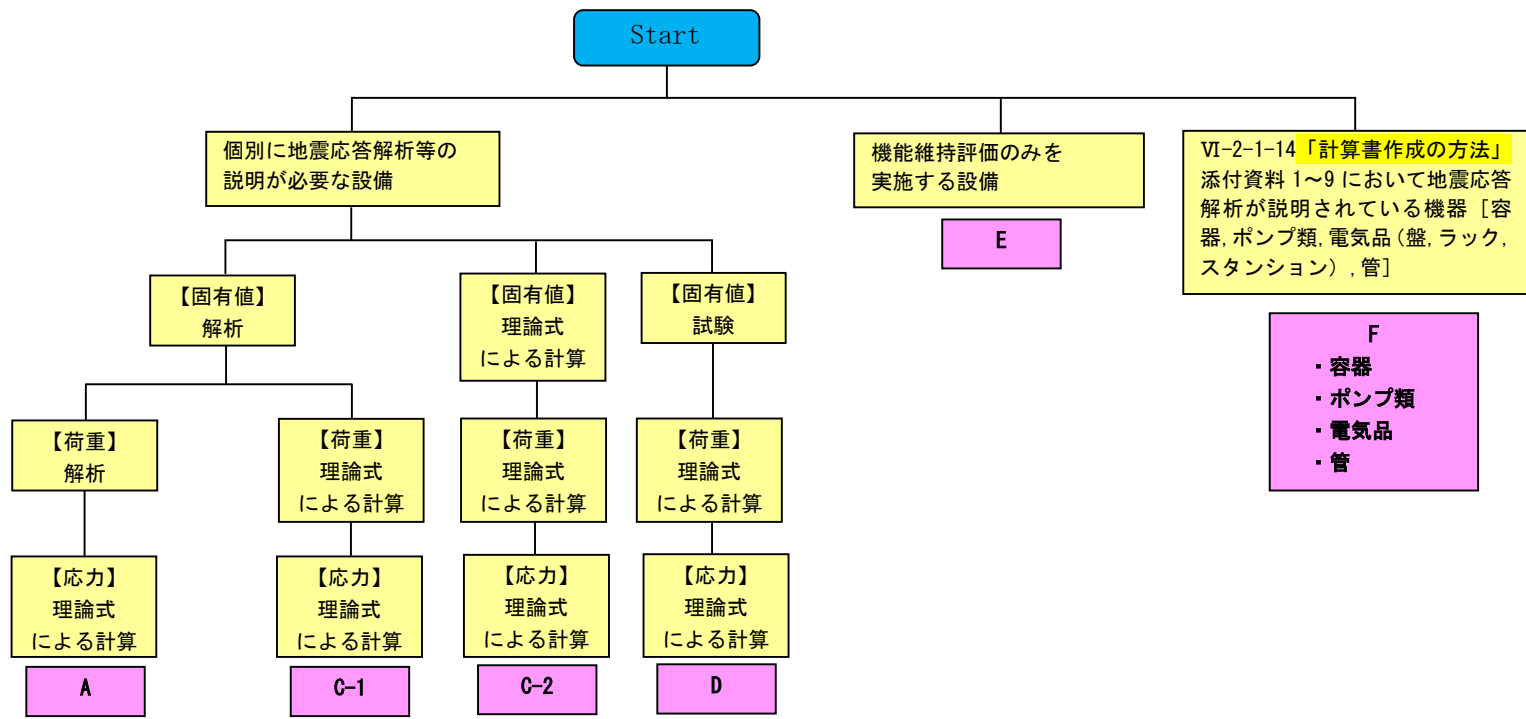 Start
個別に地震応答解析等の
説明が必要な設備
機能維持評価のみを
実施する設備
Ⅵ-2-1-14「計算書作成の方法」
添付資料 1～9 において地震応答
解析が説明されている機器［容
器,ポンプ類,電気品(盤,ラック,
スタンション）,管］
E
F
・容器
・ポンプ類
・電気品
・管
【固有値】
解析
【固有値】
理論式
による計算
【固有値】
試験
【荷重】
解析
【荷重】
理論式
による計算
【荷重】
理論式
による計算
【荷重】
理論式
による計算
【応力】
理論式
による計算
【応力】
理論式
による計算
【応力】
理論式
による計算
【応力】
理論式
による計算
A
C-1
C-2
D